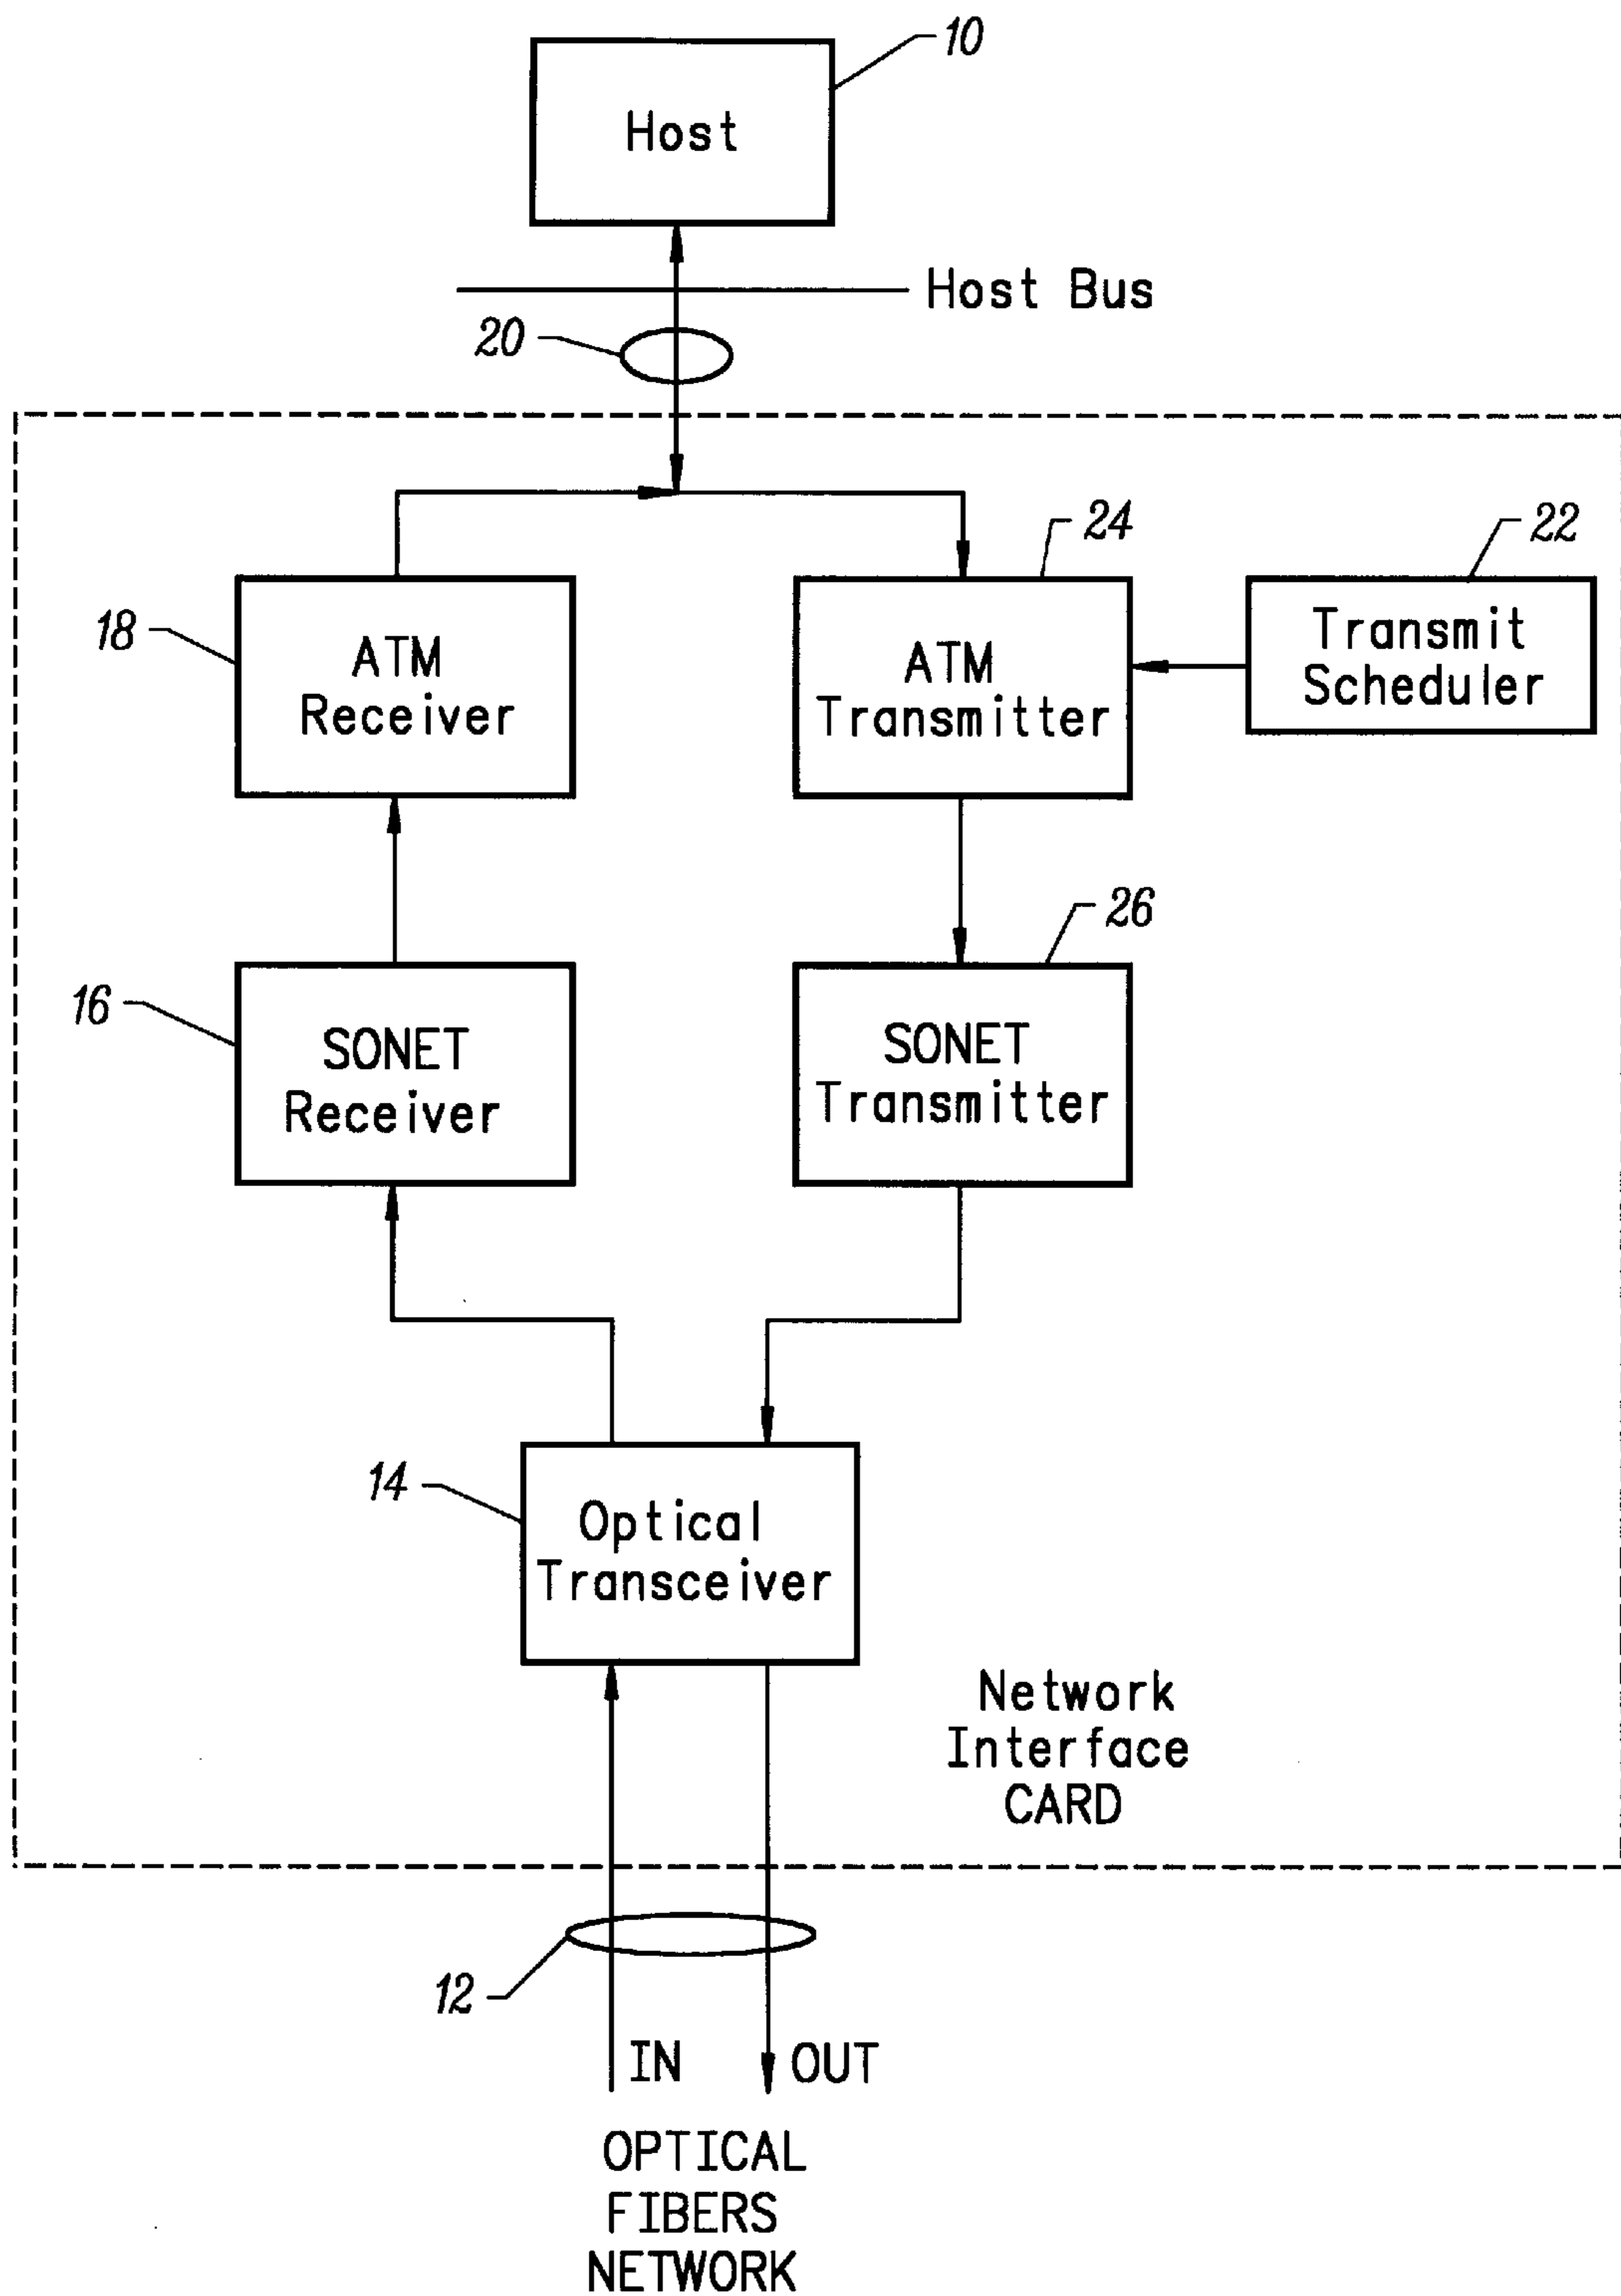 10
Host
Host Bus
20
24
22
18
ATM
Receiver
ATM
Transmitter
Transmit
Scheduler
26
16
SONET
Receiver
SONET
Transmitter
14
Optical
Transceiver
Network
Interface
CARD
12
IN
OUT
OPTICAL
FIBERS
NETWORK